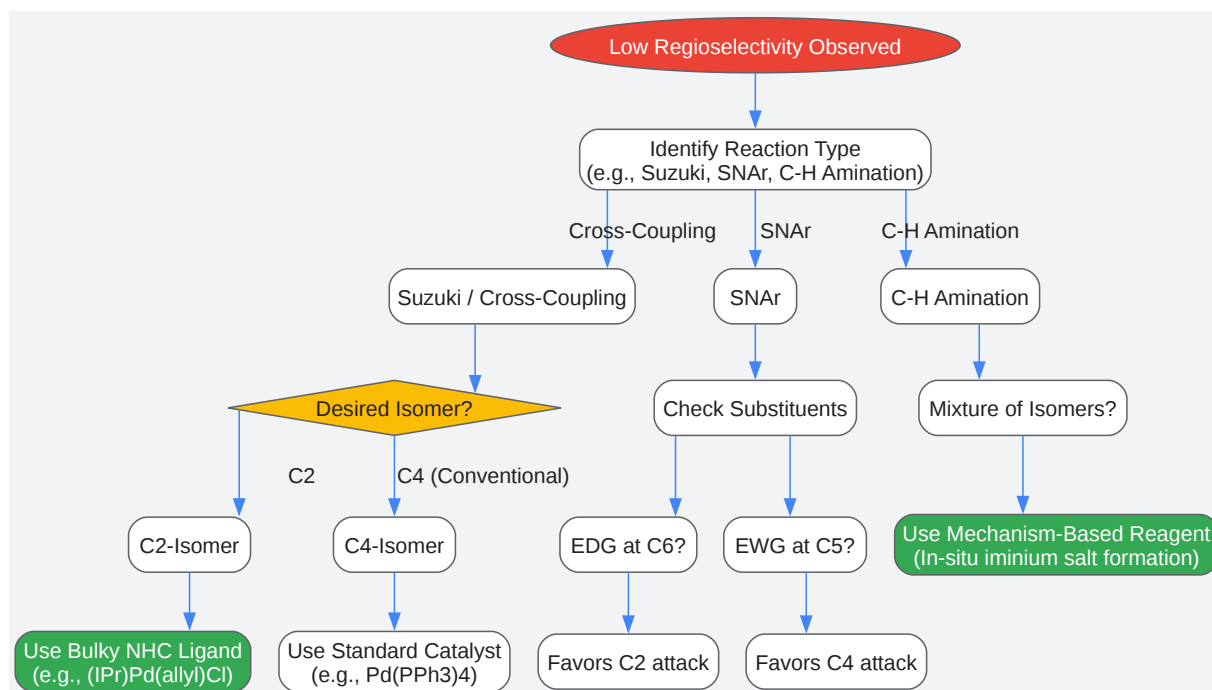 Low Regioselectivity Observed
Identify Reaction Type
(e.g., Suzuki, SNAr, C-H Amination)
Cross-Coupling
SNAr
C-H Amination
Suzuki / Cross-Coupling
SNAr
C-H Amination
Desired Isomer?
Check Substituents
Mixture of Isomers?
C2
C4 (Conventional)
C2-Isomer
C4-Isomer
EDG at C6?
EWG at C5?
Use Mechanism-Based Reagent
(In-situ iminium salt formation)
Use Bulky NHC Ligand
(e.g., (IPr)Pd(allyl)Cl)
Use Standard Catalyst
(e.g., Pd(PPh3)4)
Favors C2 attack
Favors C4 attack